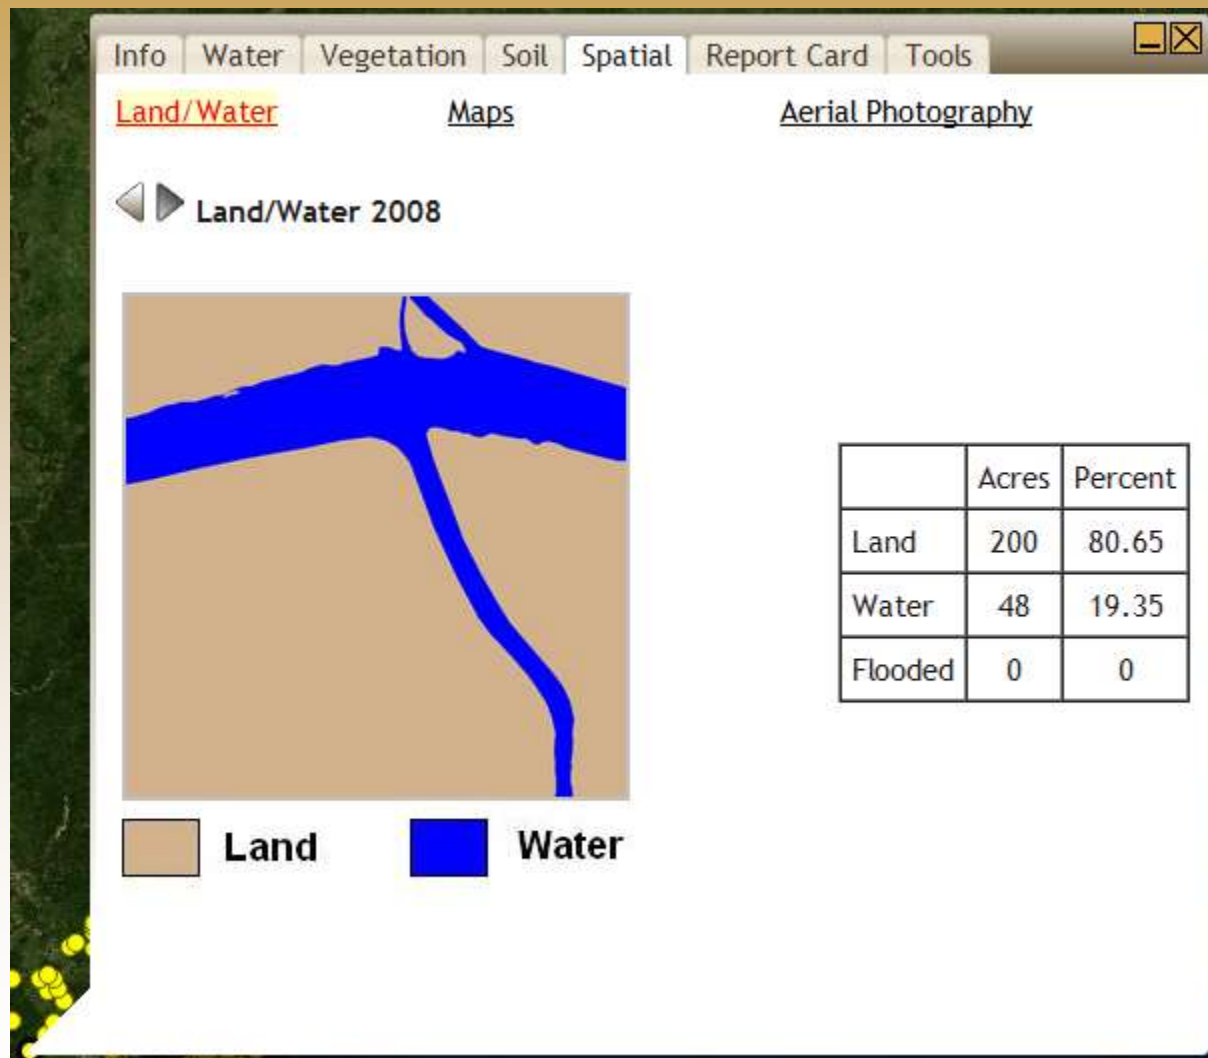 Info Water Vegetation Soil Spatial Report Card Tools
Land/Water Maps Aerial Photography
Land/Water 2008
Acres Percent
Land 200 80.65
Water 48 19.35
Flooded 0 0
Land Water